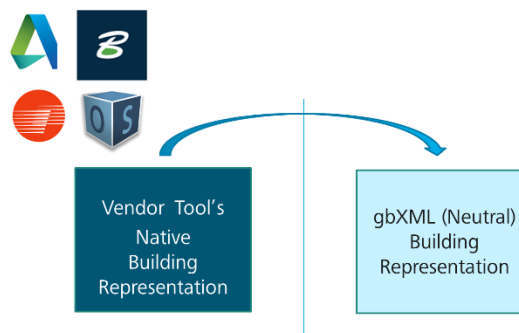 B
O S
Vendor Tool's
Native
Building
Representation
gbXML (Neutral)
Building
Representation